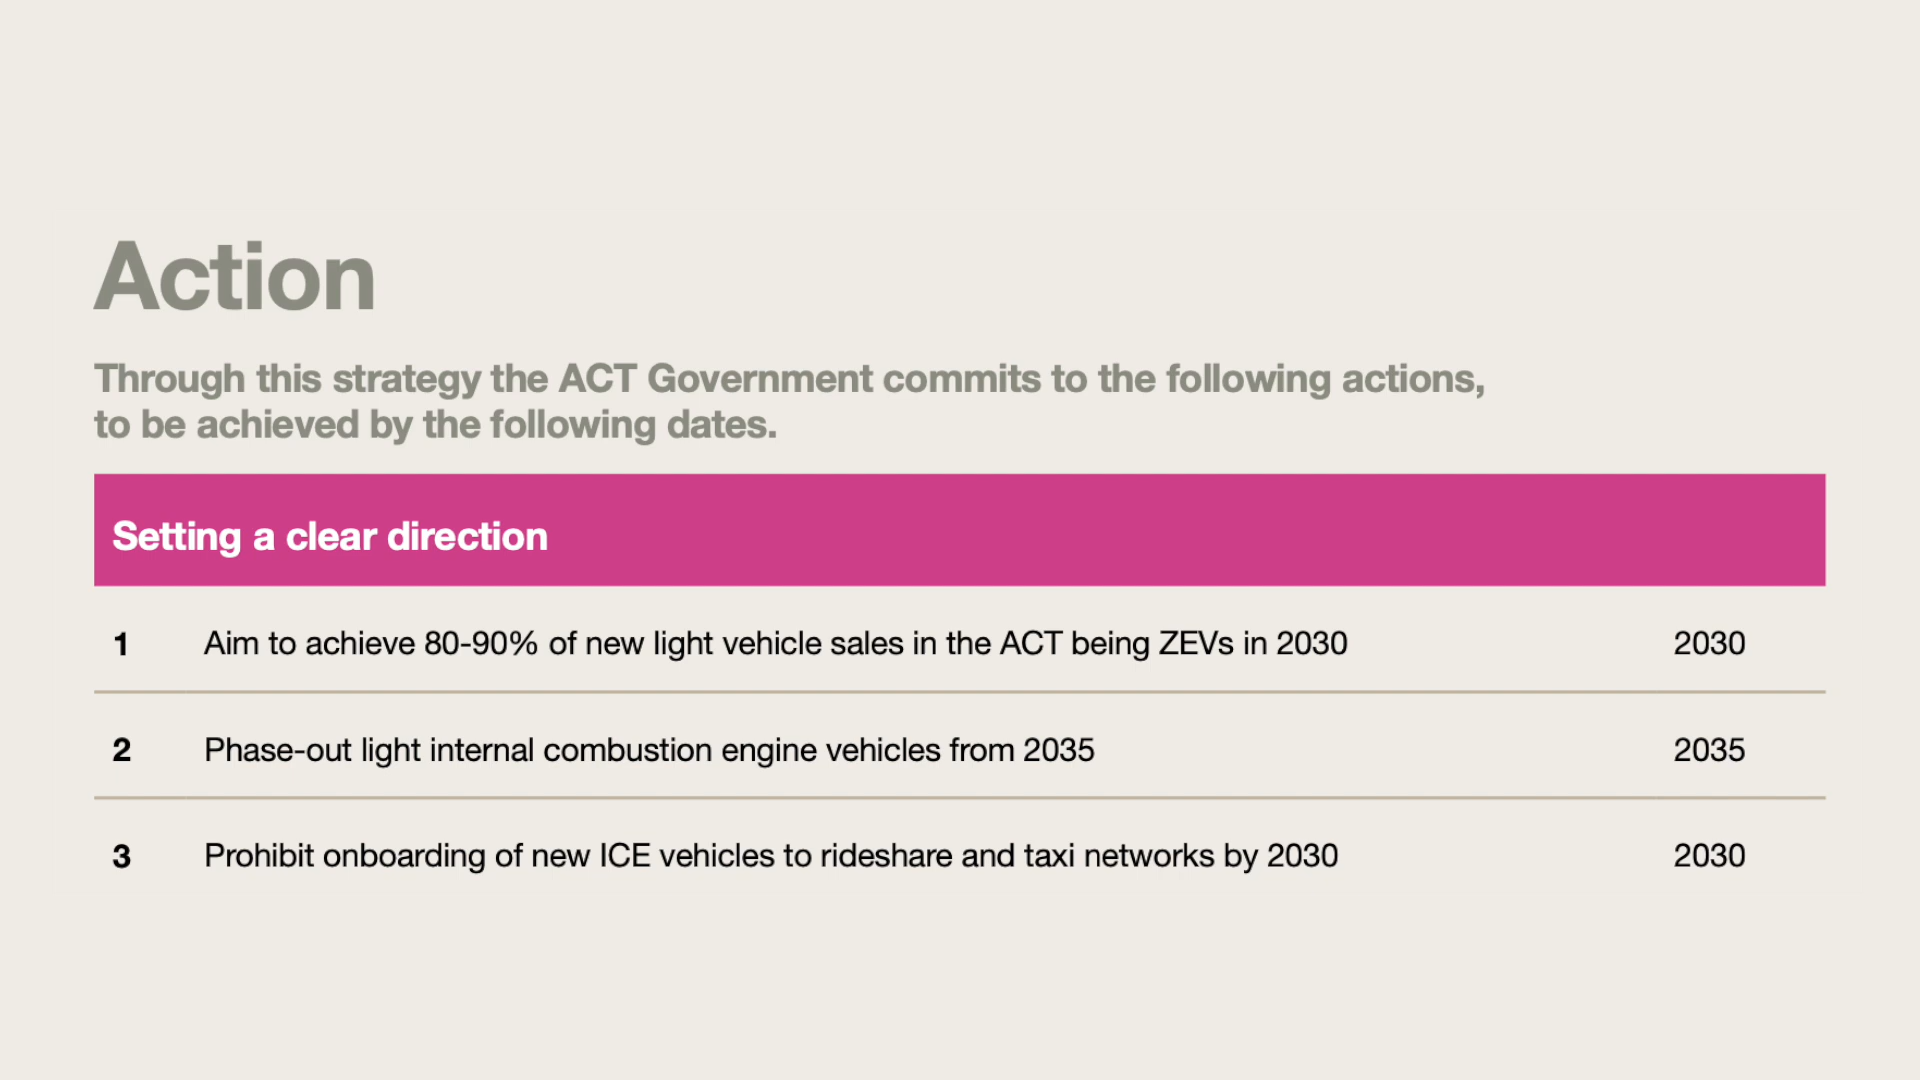 Action
Through this strategy the ACT Government commits to the following actions,
to be achieved by the following dates.
Setting a clear direction
1 Aim to achieve 80-90% of new light vehicle sales in the ACT being ZEVs in 2030 2030
2 Phase-out light internal combustion engine vehicles from 2035 2035
3 Prohibit onboarding of new ICE vehicles to rideshare and taxi networks by 2030 2030